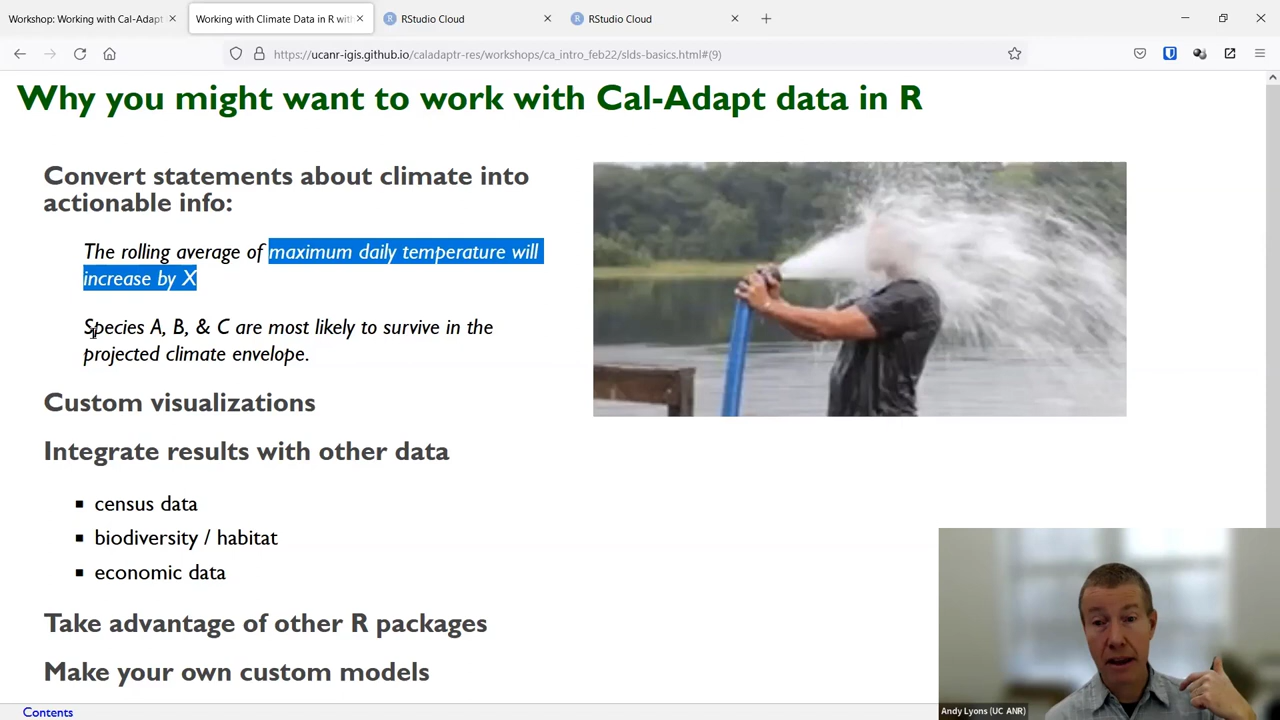 Workshop: Working with Cal-Adapt
Working with Climate Data in R with
RStudio Cloud
RStudio Cloud
https://ucanr-igis.github.io/caladaptr-res/workshops/ca_intro_feb22/slds-basics.html#(9)
Why you might want to work with Cal-Adapt data in R
Convert statements about climate into
actionable info:
The rolling average of maximum daily temperature will
increase by X
Species A, B, & C are most likely to survive in the
projected climate envelope.
Custom visualizations
Integrate results with other data
census data
biodiversity / habitat
economic data
Take advantage of other R packages
Make your own custom models
Andy Lyons (UC ANR)
Contents